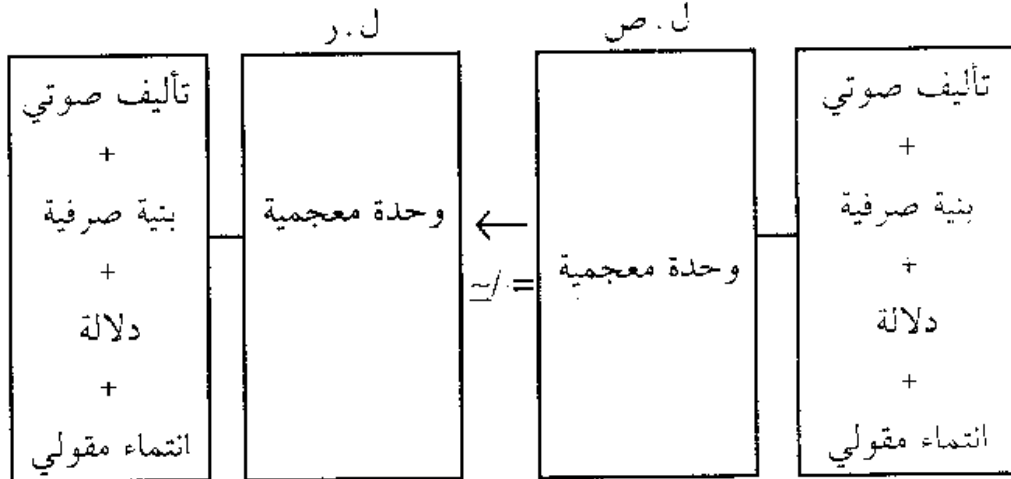 ل.ص
ل.ر
تأليف صوتي
+
بنية صرفية
+
دلالة
+
انتماء مقولي
وحدة معجمية
←
=/≃
وحدة معجمية
تأليف صوتي
+
بنية صرفية
+
دلالة
+
انتماء مقولي